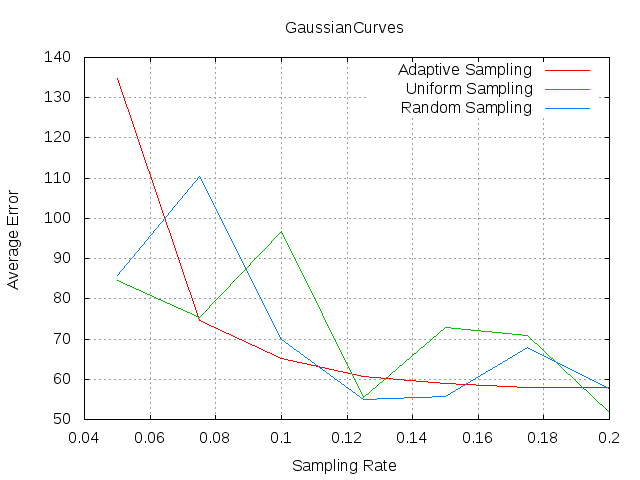 GaussianCurves
140
130
120
110
100
90
80
70
60
50
0.04 0.06 0.08 0.1 0.12 0.14 0.16 0.18 0.2
Average Error
Sampling Rate
Adaptive Sampling
Uniform Sampling
Random Sampling